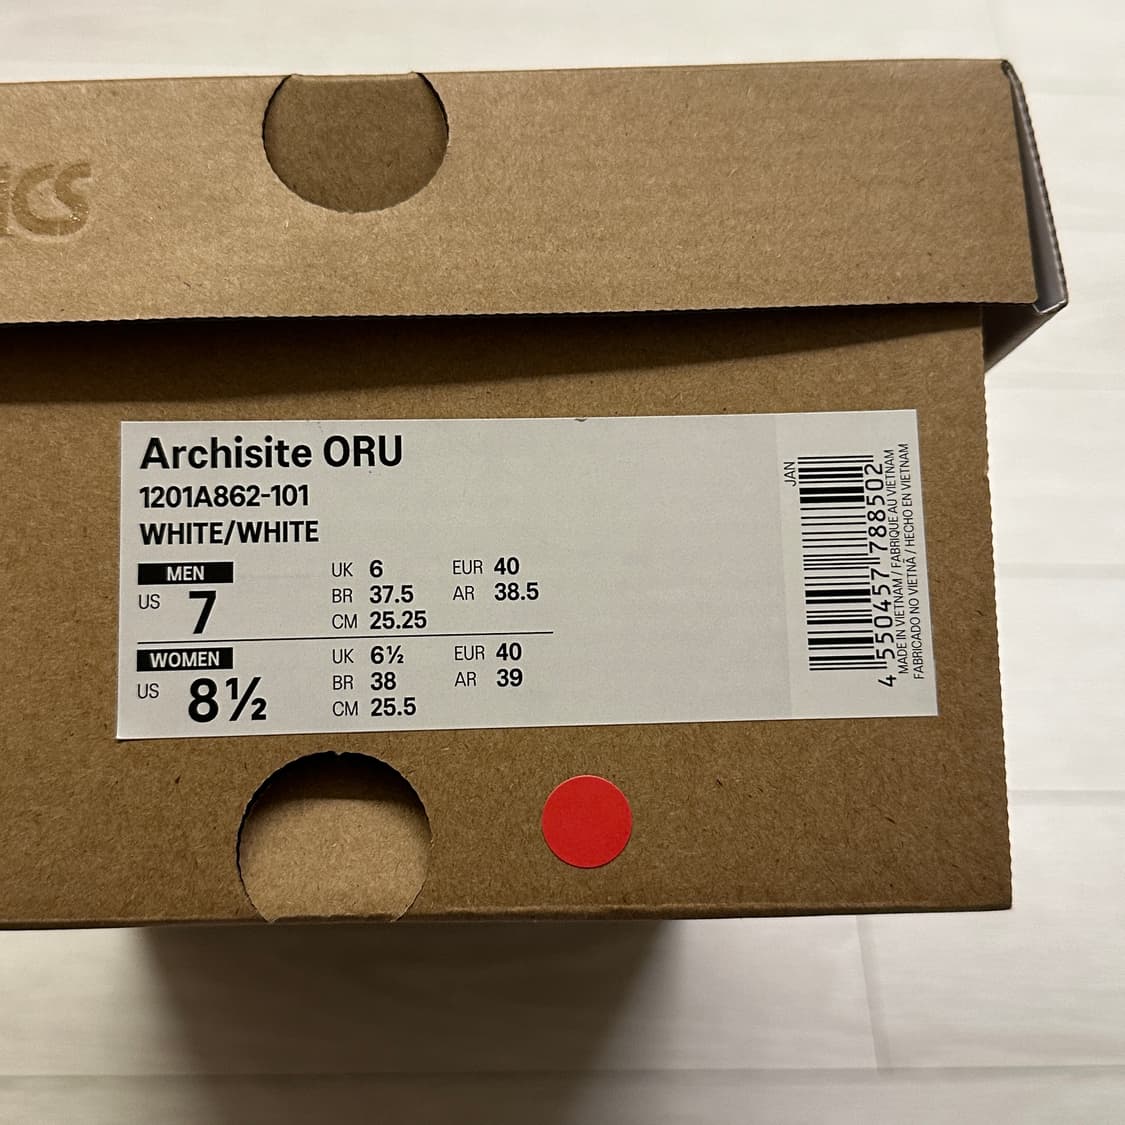 Archisite ORU
1201A862-101
WHITE/WHITE
MEN
US 7
UK 6 EUR 40
BR 37.5 AR 38.5
CM 25.25
WOMEN
US 8½
UK 6½ EUR 40
BR 38 AR 39
CM 25.5
JAN
4 550457 788502
MADE IN VIETNAM / FABRIQUÉ AU VIETNAM
FABRICADO NO VIETNÃ / HECHO EN VIETNAM